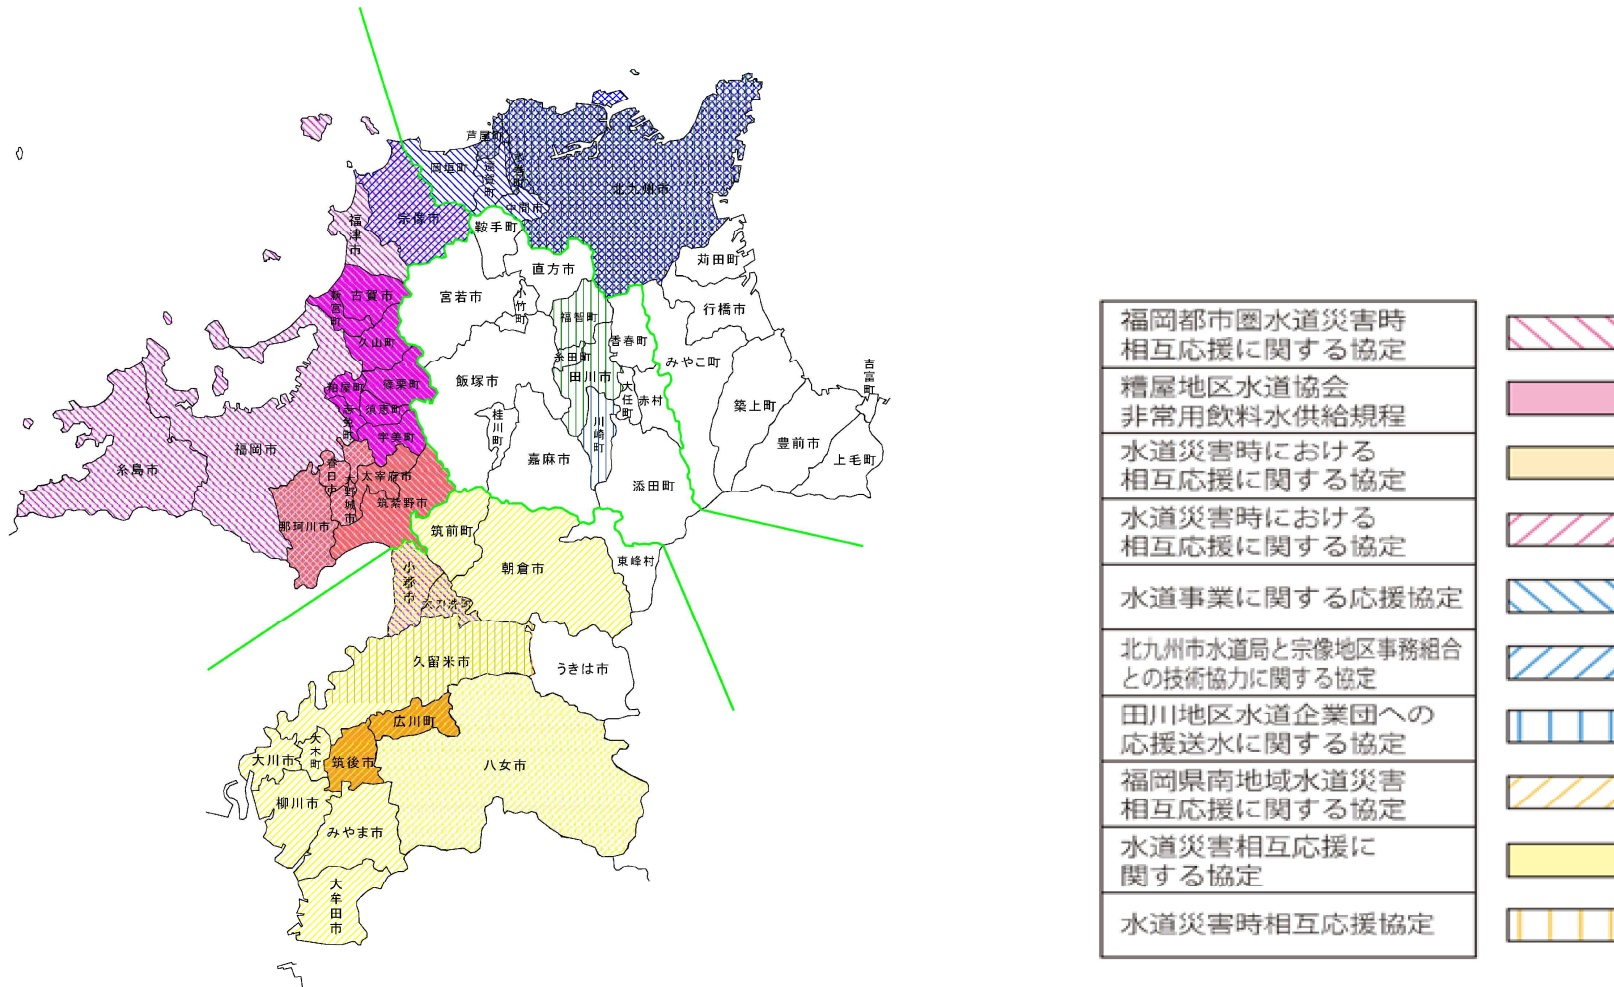 芦屋町
岡垣町
遠賀町
水巻町
北九州市
中間市
宗像市
福津市
鞍手町
直方市
苅田町
古賀市
新宮町
宮若市
小竹町
福智町
行橋市
久山町
香春町
みやこ町
糸田町
吉富町
飯塚市
田川市
篠栗町
粕屋町
大任町
赤村
築上町
須恵町
志免町
桂川町
川崎町
宇美町
豊前市
福岡市
嘉麻市
上毛町
糸島市
春日市
大野城市
太宰府市
添田町
筑紫野市
那珂川市
筑前町
東峰村
朝倉市
小郡市
大刀洗町
久留米市
うきは市
広川町
大木町
大川市
筑後市
八女市
柳川市
みやま市
大牟田市
福岡都市圏水道災害時
相互応援に関する協定
糟屋地区水道協会
非常用飲料水供給規程
水道災害時における
相互応援に関する協定
水道災害時における
相互応援に関する協定
水道事業に関する応援協定
北九州市水道局と宗像地区事務組合
との技術協力に関する協定
田川地区水道企業団への
応援送水に関する協定
福岡県南地域水道災害
相互応援に関する協定
水道災害相互応援に
関する協定
水道災害時相互応援協定